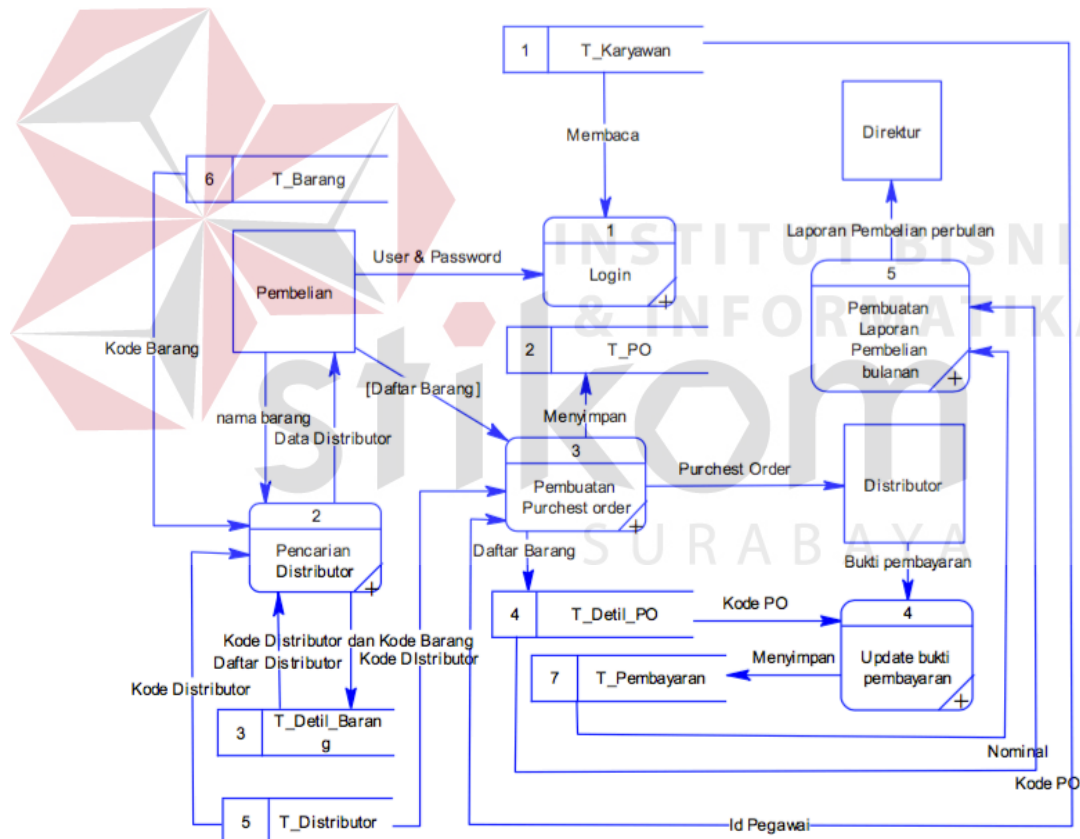 1
T_Karyawan
Direktur
Membaca
6
T_Barang
1
Login
Laporan Pembelian perbulan
INSTITUT BISNI
User & Password
Pembelian
5
Pembuatan
Laporan
Pembelian
bulanan
& INFORMATIKA
Kode Barang
2
T_PO
[Daftar Barang]
nama barang
Menyimpan
Data Distributor
stikom
3
Pembuatan
Purchest order
Purchest Order
Distributor
SURABAYA
2
Pencarian
Distributor
Daftar Barang
Bukti pembayaran
4
T_Detil_PO
Kode PO
4
Update bukti
pembayaran
Kode Distributor dan Kode Barang
Daftar Distributor
Kode DIstributor
Menyimpan
7
T_Pembayaran
Kode Distributor
3
T_Detil_Baran
g
Nominal
Kode PO
5
T_Distributor
Id Pegawai